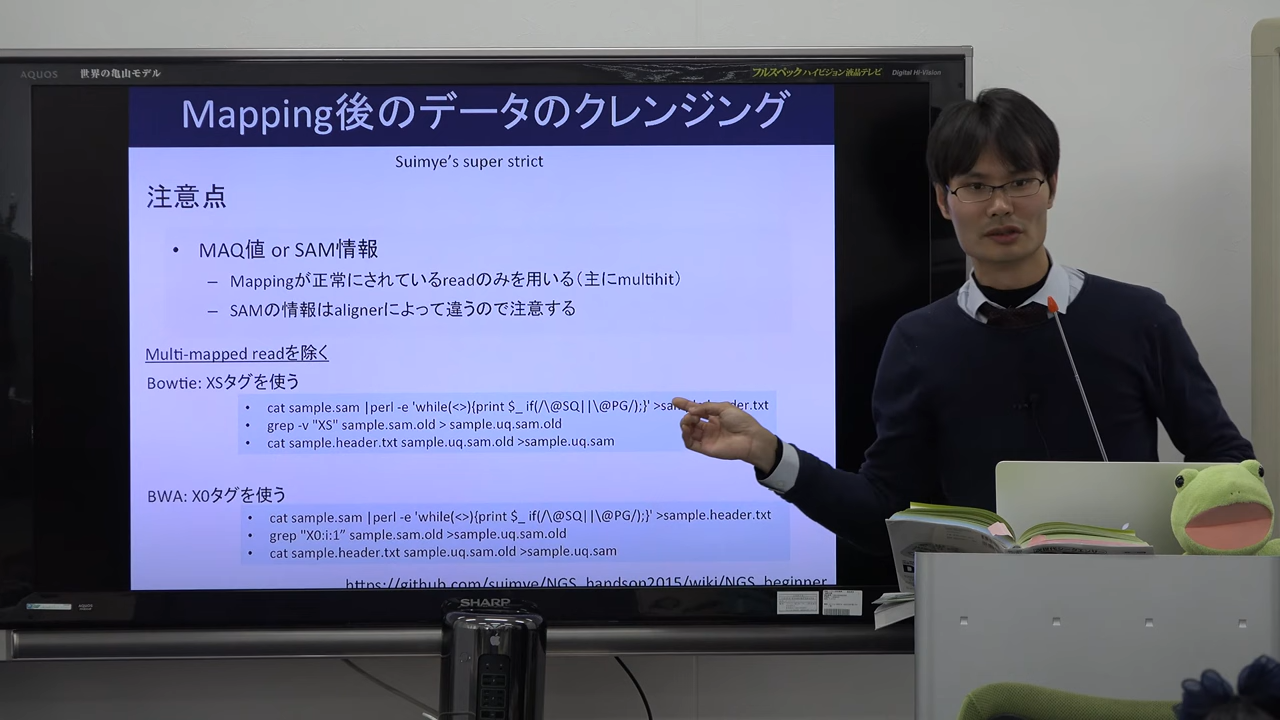 AQUOS 世界の亀山モデル フルスペックハイビジョン液晶テレビ Digital Hi-Vision
Mapping後のデータのクレンジング
Suimye's super strict
注意点
• MAQ値 or SAM情報
– Mappingが正常にされているreadのみを用いる(主にmultihit)
– SAMの情報はalignerによって違うので注意する
Multi-mapped readを除く
Bowtie: XSタグを使う
• cat sample.sam |perl -e 'while(<>){print $_ if(/\@SQ||\@PG/);}' >sample.header.txt
• grep -v "XS" sample.sam.old > sample.uq.sam.old
• cat sample.header.txt sample.uq.sam.old >sample.uq.sam
BWA: X0タグを使う
• cat sample.sam |perl -e 'while(<>){print $_ if(/\@SQ||\@PG/);}' >sample.header.txt
• grep "X0:i:1" sample.sam.old >sample.uq.sam.old
• cat sample.header.txt sample.uq.sam.old >sample.uq.sam
https://github.com/suimye/NGS_handson2015/wiki/NGS_beginner
SHARP